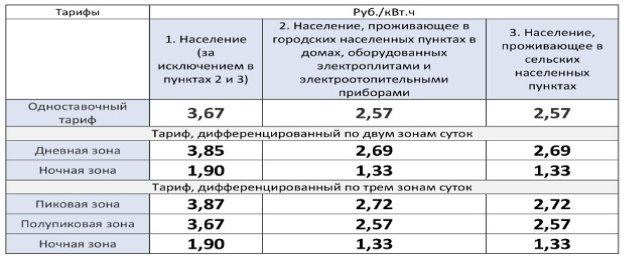 Тарифы
Руб./кВт.ч
1. Население
(за
исключением в
пунктах 2 и 3)
2. Население, проживающее в
городских населенных пунктах в
домах, оборудованных
электроплитами и
электроотопительными
приборами
3. Население,
проживающее в
сельских
населенных
пунктах
Одноставочный
тариф
3,67
2,57
2,57
Тариф, дифференцированный по двум зонам суток
Дневная зона
3,85
2,69
2,69
Ночная зона
1,90
1,33
1,33
Тариф, дифференцированный по трем зонам суток
Пиковая зона
3,87
2,72
2,72
Полупиковая зона
3,67
2,57
2,57
Ночная зона
1,90
1,33
1,33